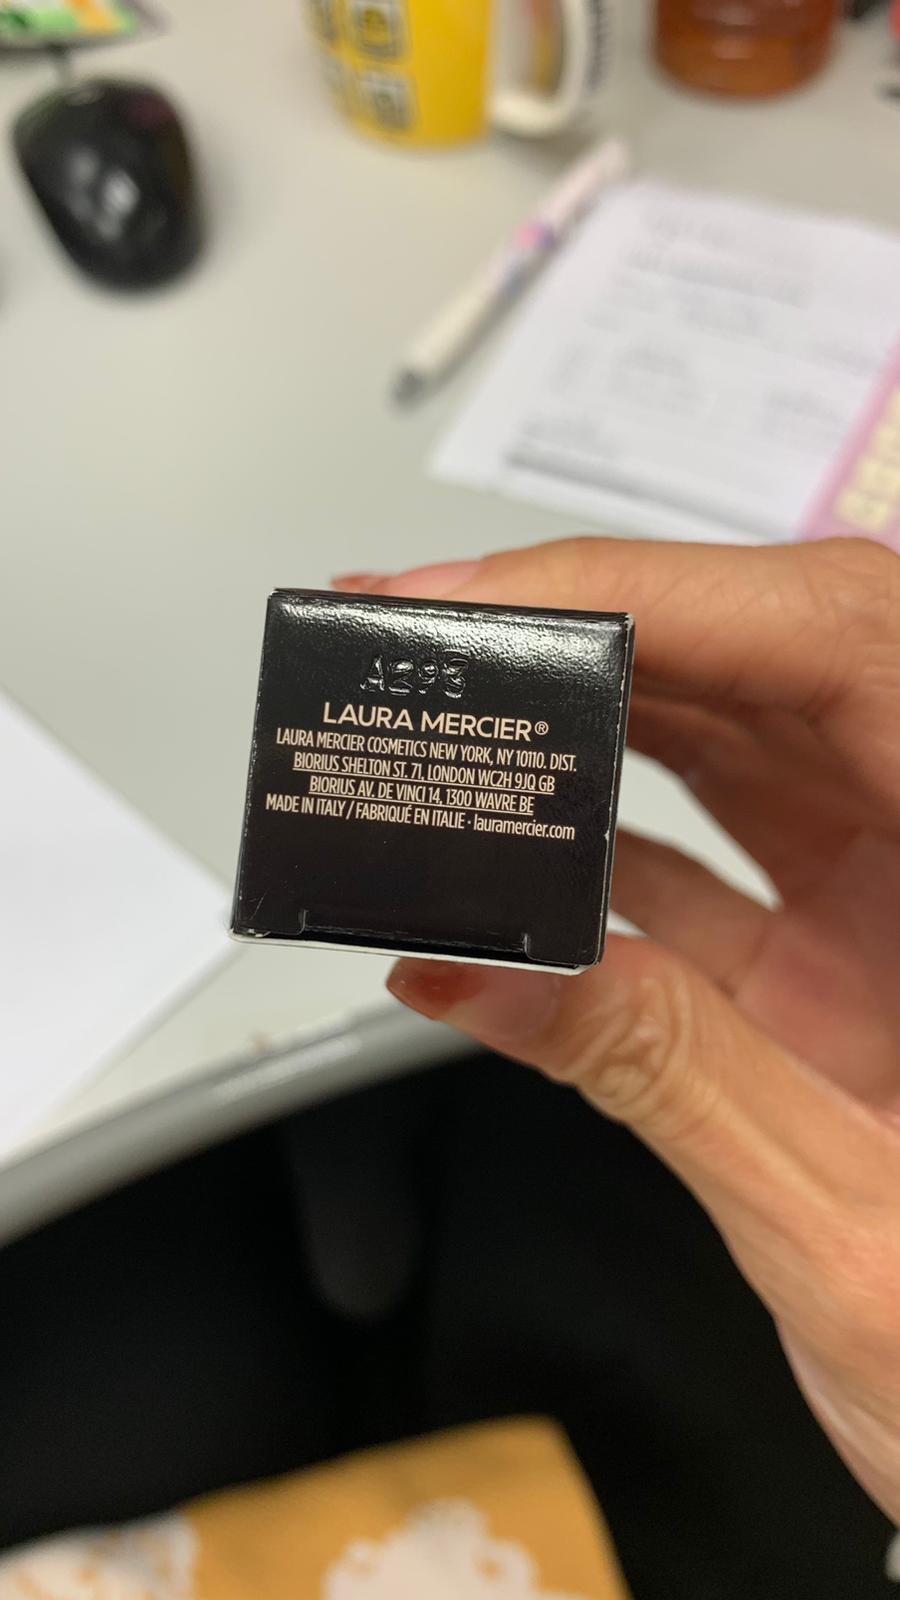 A293
LAURA MERCIER®
LAURA MERCIER COSMETICS NEW YORK, NY 10110. DIST.
BIORIUS SHELTON ST. 71, LONDON WC2H 9JQ GB
BIORIUS AV. DE VINCI 14, 1300 WAVRE BE
MADE IN ITALY / FABRIQUÉ EN ITALIE · lauramercier.com